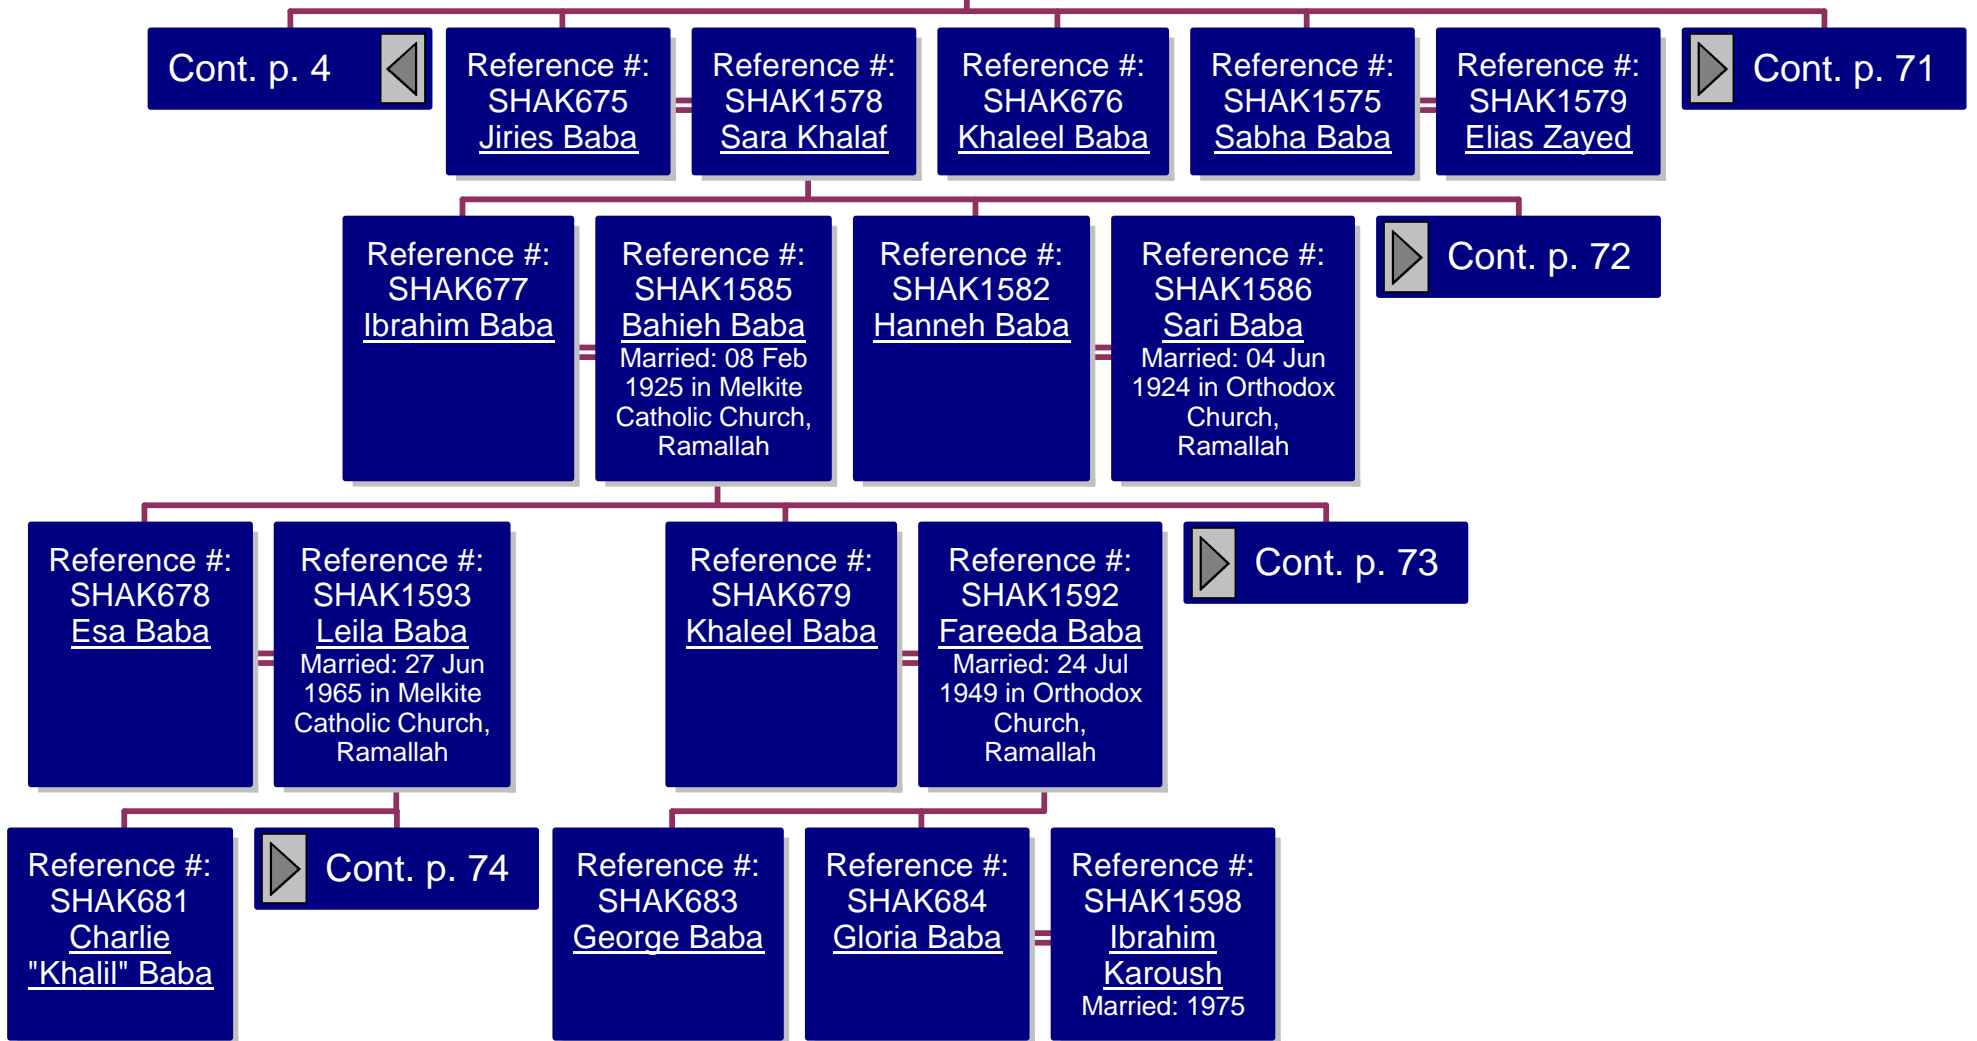 Cont. p. 4
Reference #:
SHAK675
Jiries Baba
Reference #:
SHAK1578
Sara Khalaf
Reference #:
SHAK676
Khaleel Baba
Reference #:
SHAK1575
Sabha Baba
Reference #:
SHAK1579
Elias Zayed
Cont. p. 71
Reference #:
SHAK677
Ibrahim Baba
Reference #:
SHAK1585
Bahieh Baba
Married: 08 Feb
1925 in Melkite
Catholic Church,
Ramallah
Reference #:
SHAK1582
Hanneh Baba
Reference #:
SHAK1586
Sari Baba
Married: 04 Jun
1924 in Orthodox
Church,
Ramallah
Cont. p. 72
Reference #:
SHAK678
Esa Baba
Reference #:
SHAK1593
Leila Baba
Married: 27 Jun
1965 in Melkite
Catholic Church,
Ramallah
Reference #:
SHAK679
Khaleel Baba
Reference #:
SHAK1592
Fareeda Baba
Married: 24 Jul
1949 in Orthodox
Church,
Ramallah
Cont. p. 73
Reference #:
SHAK681
Charlie
"Khalil" Baba
Cont. p. 74
Reference #:
SHAK683
George Baba
Reference #:
SHAK684
Gloria Baba
Reference #:
SHAK1598
Ibrahim
Karoush
Married: 1975